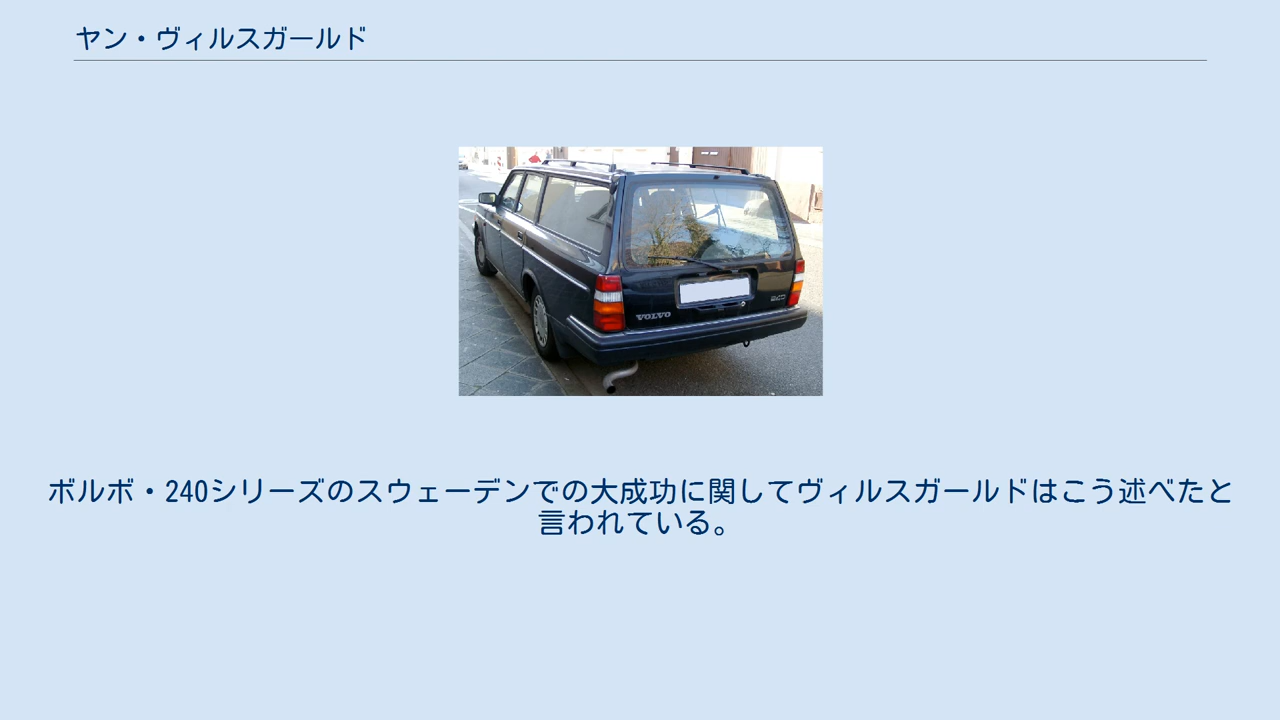 ヤン・ヴィルスガールド
VOLVO
240
ボルボ・240シリーズのスウェーデンでの大成功に関してヴィルスガールドはこう述べたと
言われている。